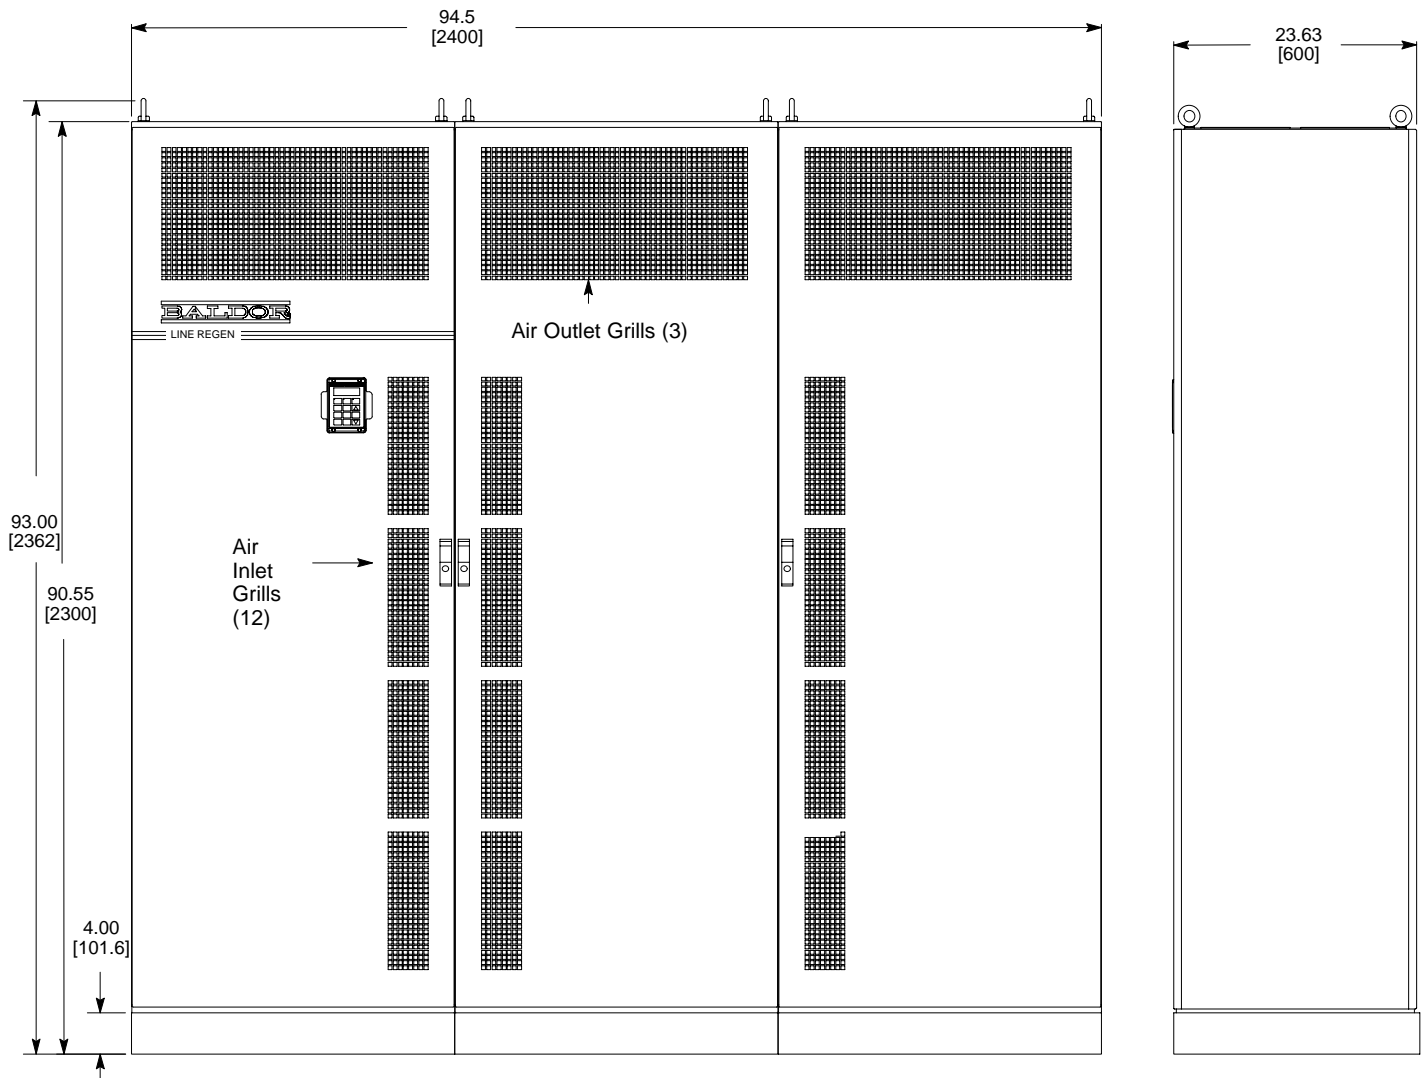 94.5
[2400]
23.63
[600]
BALDOR
LINE REGEN
Air Outlet Grills (3)
93.00
[2362]
Air
Inlet
Grills
(12)
90.55
[2300]
4.00
[101.6]